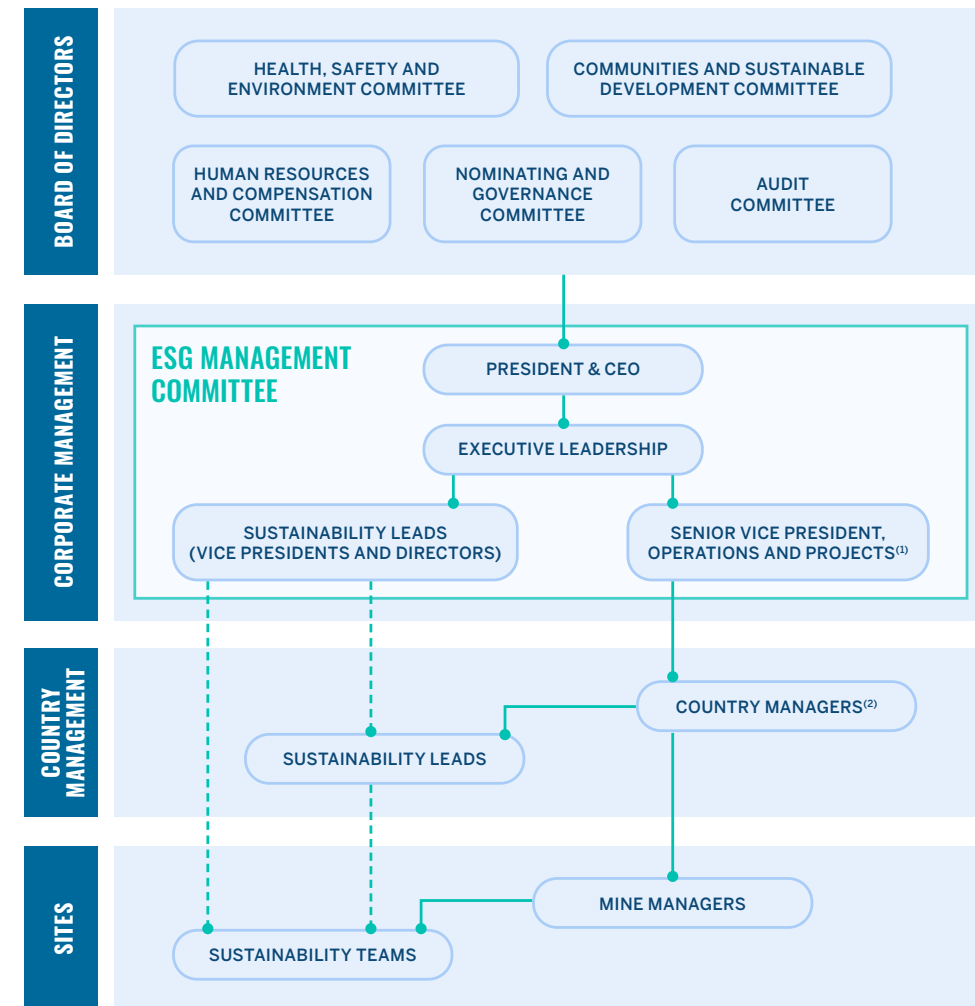 BOARD OF DIRECTORS
HEALTH, SAFETY AND
ENVIRONMENT COMMITTEE
COMMUNITIES AND SUSTAINABLE
DEVELOPMENT COMMITTEE
HUMAN RESOURCES
AND COMPENSATION
COMMITTEE
NOMINATING AND
GOVERNANCE
COMMITTEE
AUDIT
COMMITTEE
CORPORATE MANAGEMENT
ESG MANAGEMENT
COMMITTEE
PRESIDENT & CEO
EXECUTIVE LEADERSHIP
SUSTAINABILITY LEADS
(VICE PRESIDENTS AND DIRECTORS)
SENIOR VICE PRESIDENT,
OPERATIONS AND PROJECTS(1)
COUNTRY
MANAGEMENT
COUNTRY MANAGERS(2)
SUSTAINABILITY LEADS
SITES
MINE MANAGERS
SUSTAINABILITY TEAMS